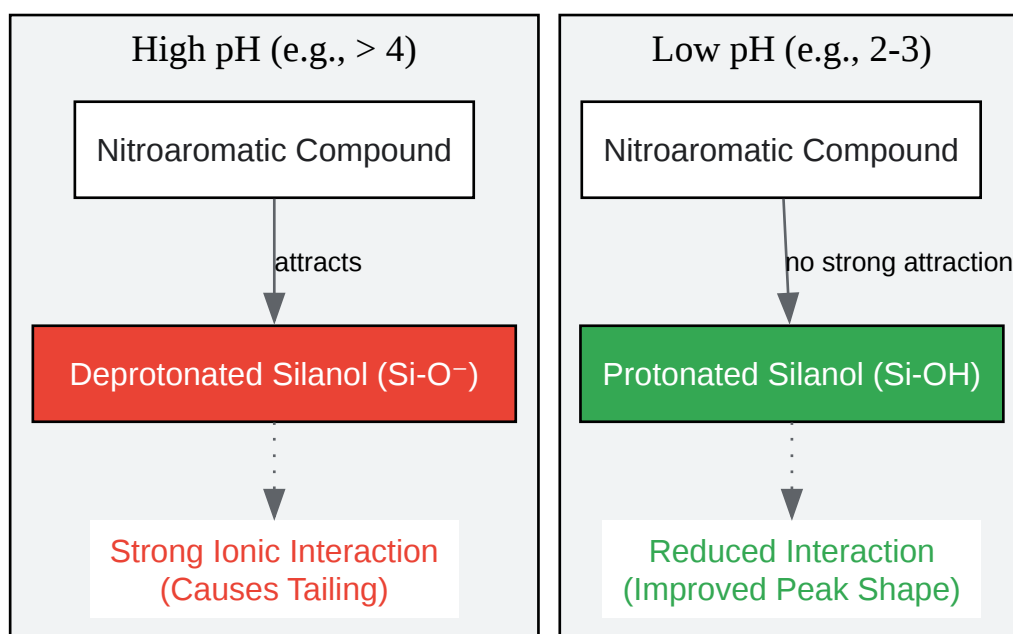 High pH (e.g., > 4)
Nitroaromatic Compound
attracts
Deprotonated Silanol (Si-O⁻)
Strong Ionic Interaction
(Causes Tailing)
Low pH (e.g., 2-3)
Nitroaromatic Compound
no strong attraction
Protonated Silanol (Si-OH)
Reduced Interaction
(Improved Peak Shape)